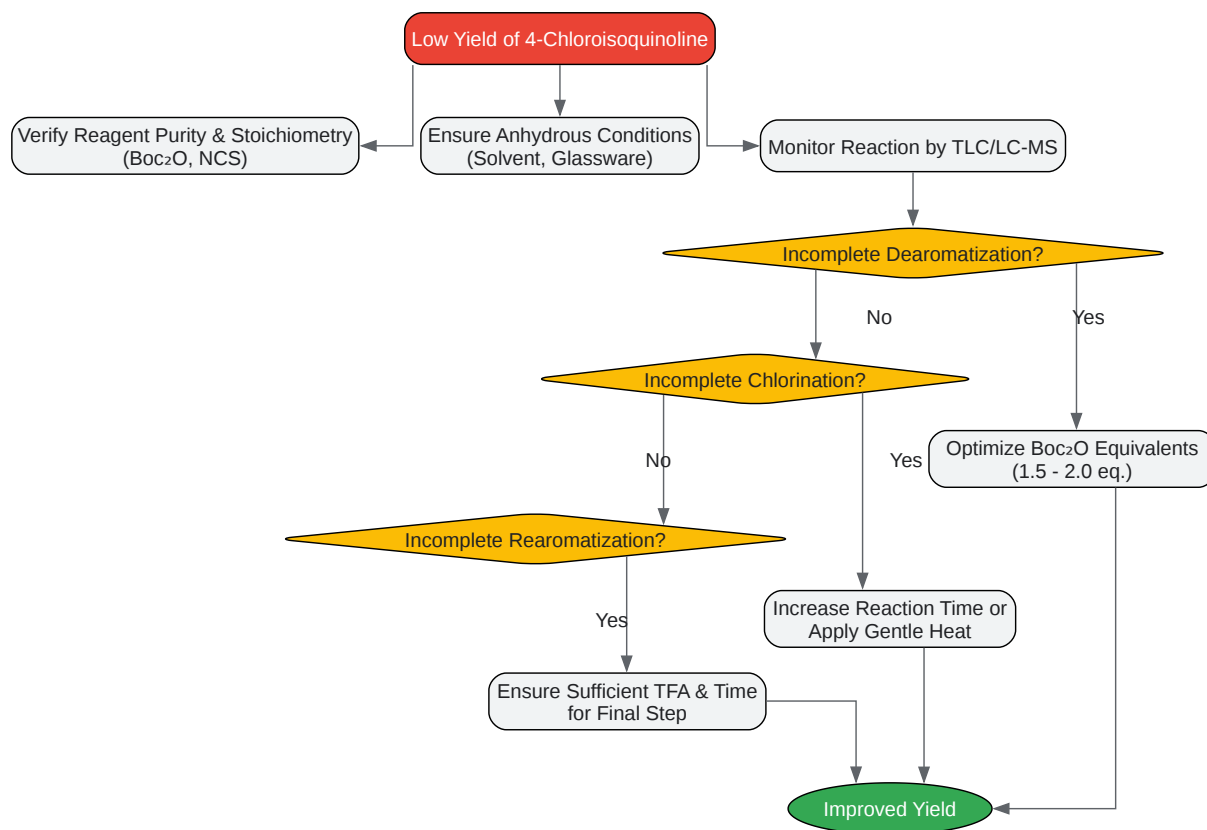 Low Yield of 4-Chloroisoquinoline
Verify Reagent Purity & Stoichiometry
(Boc₂O, NCS)
Ensure Anhydrous Conditions
(Solvent, Glassware)
Monitor Reaction by TLC/LC-MS
Incomplete Dearomatization?
No
Yes
Incomplete Chlorination?
No
Yes
Optimize Boc₂O Equivalents
(1.5 - 2.0 eq.)
Incomplete Rearomatization?
Yes
Increase Reaction Time or
Apply Gentle Heat
Ensure Sufficient TFA & Time
for Final Step
Improved Yield